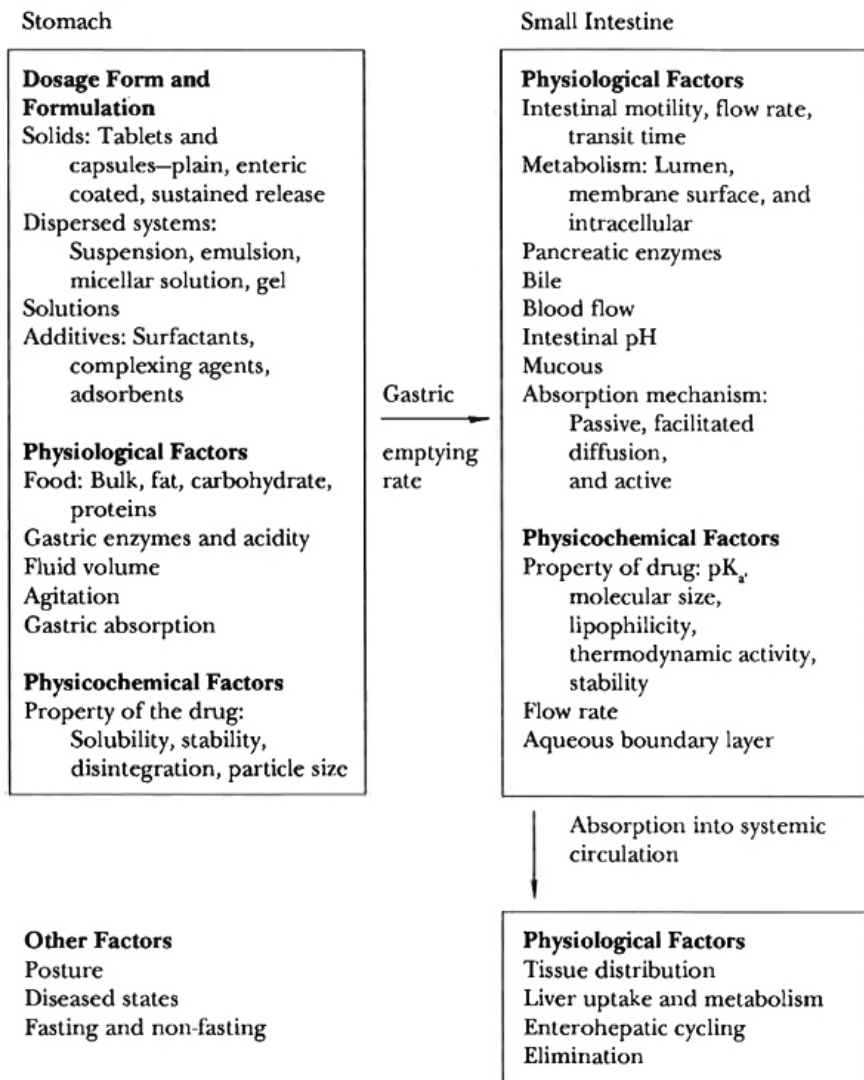 Stomach
Dosage Form and
Formulation
Solids: Tablets and
capsules—plain, enteric
coated, sustained release
Dispersed systems:
Suspension, emulsion,
micellar solution, gel
Solutions
Additives: Surfactants,
complexing agents,
adsorbents
Physiological Factors
Food: Bulk, fat, carbohydrate,
proteins
Gastric enzymes and acidity
Fluid volume
Agitation
Gastric absorption
Physicochemical Factors
Property of the drug:
Solubility, stability,
disintegration, particle size
Gastric
emptying
rate
Small Intestine
Physiological Factors
Intestinal motility, flow rate,
transit time
Metabolism: Lumen,
membrane surface, and
intracellular
Pancreatic enzymes
Bile
Blood flow
Intestinal pH
Mucous
Absorption mechanism:
Passive, facilitated
diffusion,
and active
Physicochemical Factors
Property of drug: pKa,
molecular size,
lipophilicity,
thermodynamic activity,
stability
Flow rate
Aqueous boundary layer
Absorption into systemic
circulation
Other Factors
Posture
Diseased states
Fasting and non-fasting
Physiological Factors
Tissue distribution
Liver uptake and metabolism
Enterohepatic cycling
Elimination